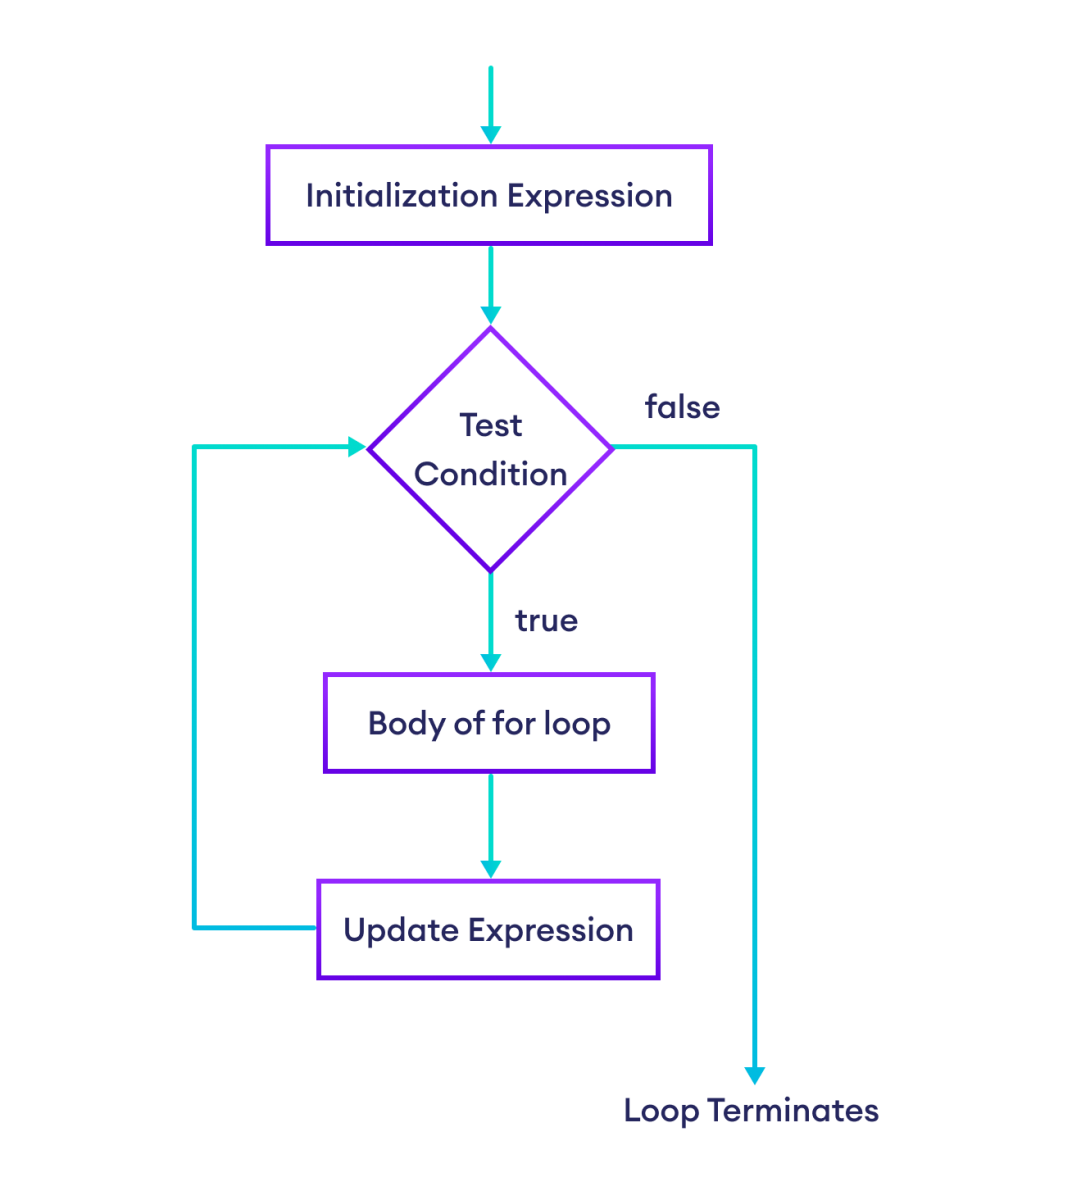 Initialization Expression
false
Test
Condition
true
Body of for loop
Update Expression
Loop Terminates